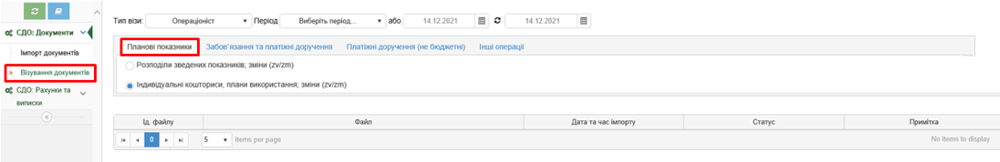 Тип візи: Операціоніст Період Виберіть період... або 14.12.2021 14.12.2021
СДО: Документи
Імпорт документів
Візування документів
СДО: Рахунки та
виписки
Планові показники Забов`язання та платіжні доручення Платіжні доручення (не бюджетні) Інші операції
Розподіли зведених показників; зміни (zv/zm)
Індивідуальні кошториси, плани використання; зміни (zv/zm)
Ід. файлу Файл Дата та час імпорту Статус Примітка
0 5 items per page No items to display